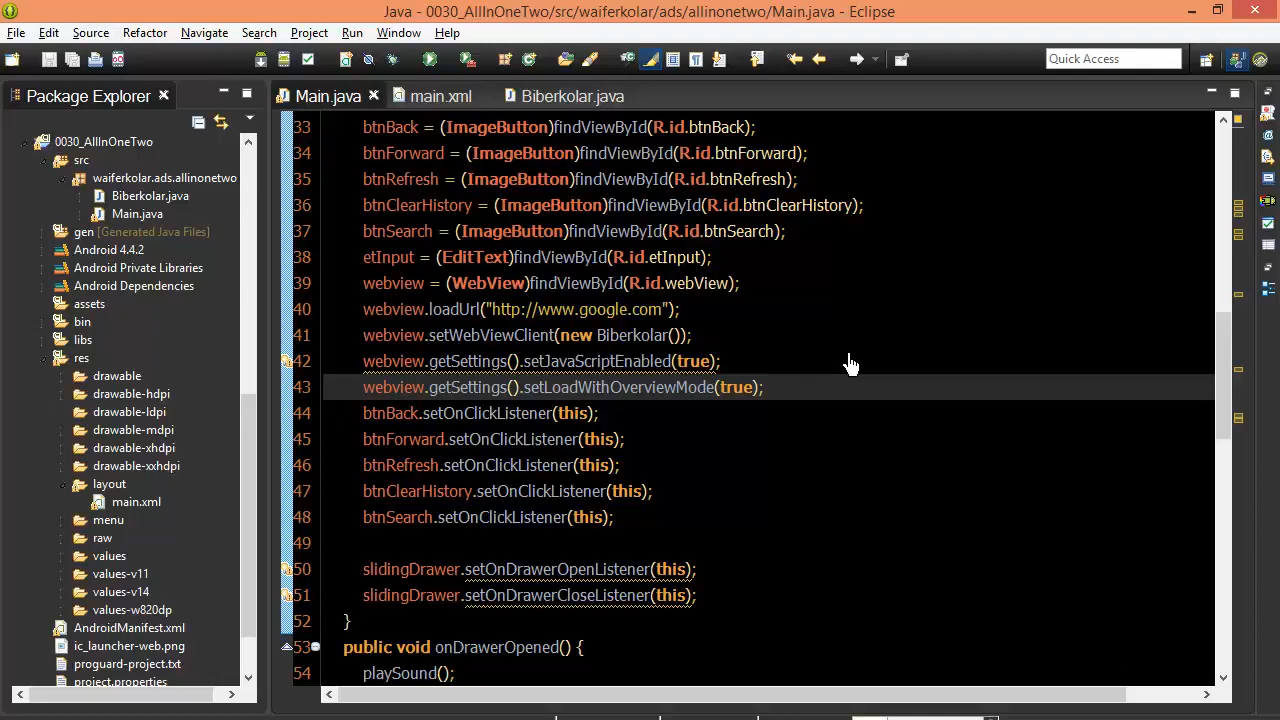 Java - 0030_AllInOneTwo/src/waiferkolar/ads/allinonetwo/Main.java - Eclipse
File Edit Source Refactor Navigate Search Project Run Window Help
Quick Access
Package Explorer
Main.java main.xml Biberkolar.java
0030_AllInOneTwo
src
waiferkolar.ads.allinonetwo
Biberkolar.java
Main.java
gen [Generated Java Files]
Android 4.4.2
Android Private Libraries
Android Dependencies
assets
bin
libs
res
drawable
drawable-hdpi
drawable-ldpi
drawable-mdpi
drawable-xhdpi
drawable-xxhdpi
layout
main.xml
menu
raw
values
values-v11
values-v14
values-w820dp
AndroidManifest.xml
ic_launcher-web.png
proguard-project.txt
project.properties
33 btnBack = (ImageButton)findViewById(R.id.btnBack);
34 btnForward = (ImageButton)findViewById(R.id.btnForward);
35 btnRefresh = (ImageButton)findViewById(R.id.btnRefresh);
36 btnClearHistory = (ImageButton)findViewById(R.id.btnClearHistory);
37 btnSearch = (ImageButton)findViewById(R.id.btnSearch);
38 etInput = (EditText)findViewById(R.id.etInput);
39 webview = (WebView)findViewById(R.id.webView);
40 webview.loadUrl("http://www.google.com");
41 webview.setWebViewClient(new Biberkolar());
42 webview.getSettings().setJavaScriptEnabled(true);
43 webview.getSettings().setLoadWithOverviewMode(true);
44 btnBack.setOnClickListener(this);
45 btnForward.setOnClickListener(this);
46 btnRefresh.setOnClickListener(this);
47 btnClearHistory.setOnClickListener(this);
48 btnSearch.setOnClickListener(this);
49
50 slidingDrawer.setOnDrawerOpenListener(this);
51 slidingDrawer.setOnDrawerCloseListener(this);
52 }
53 public void onDrawerOpened() {
54 playSound();